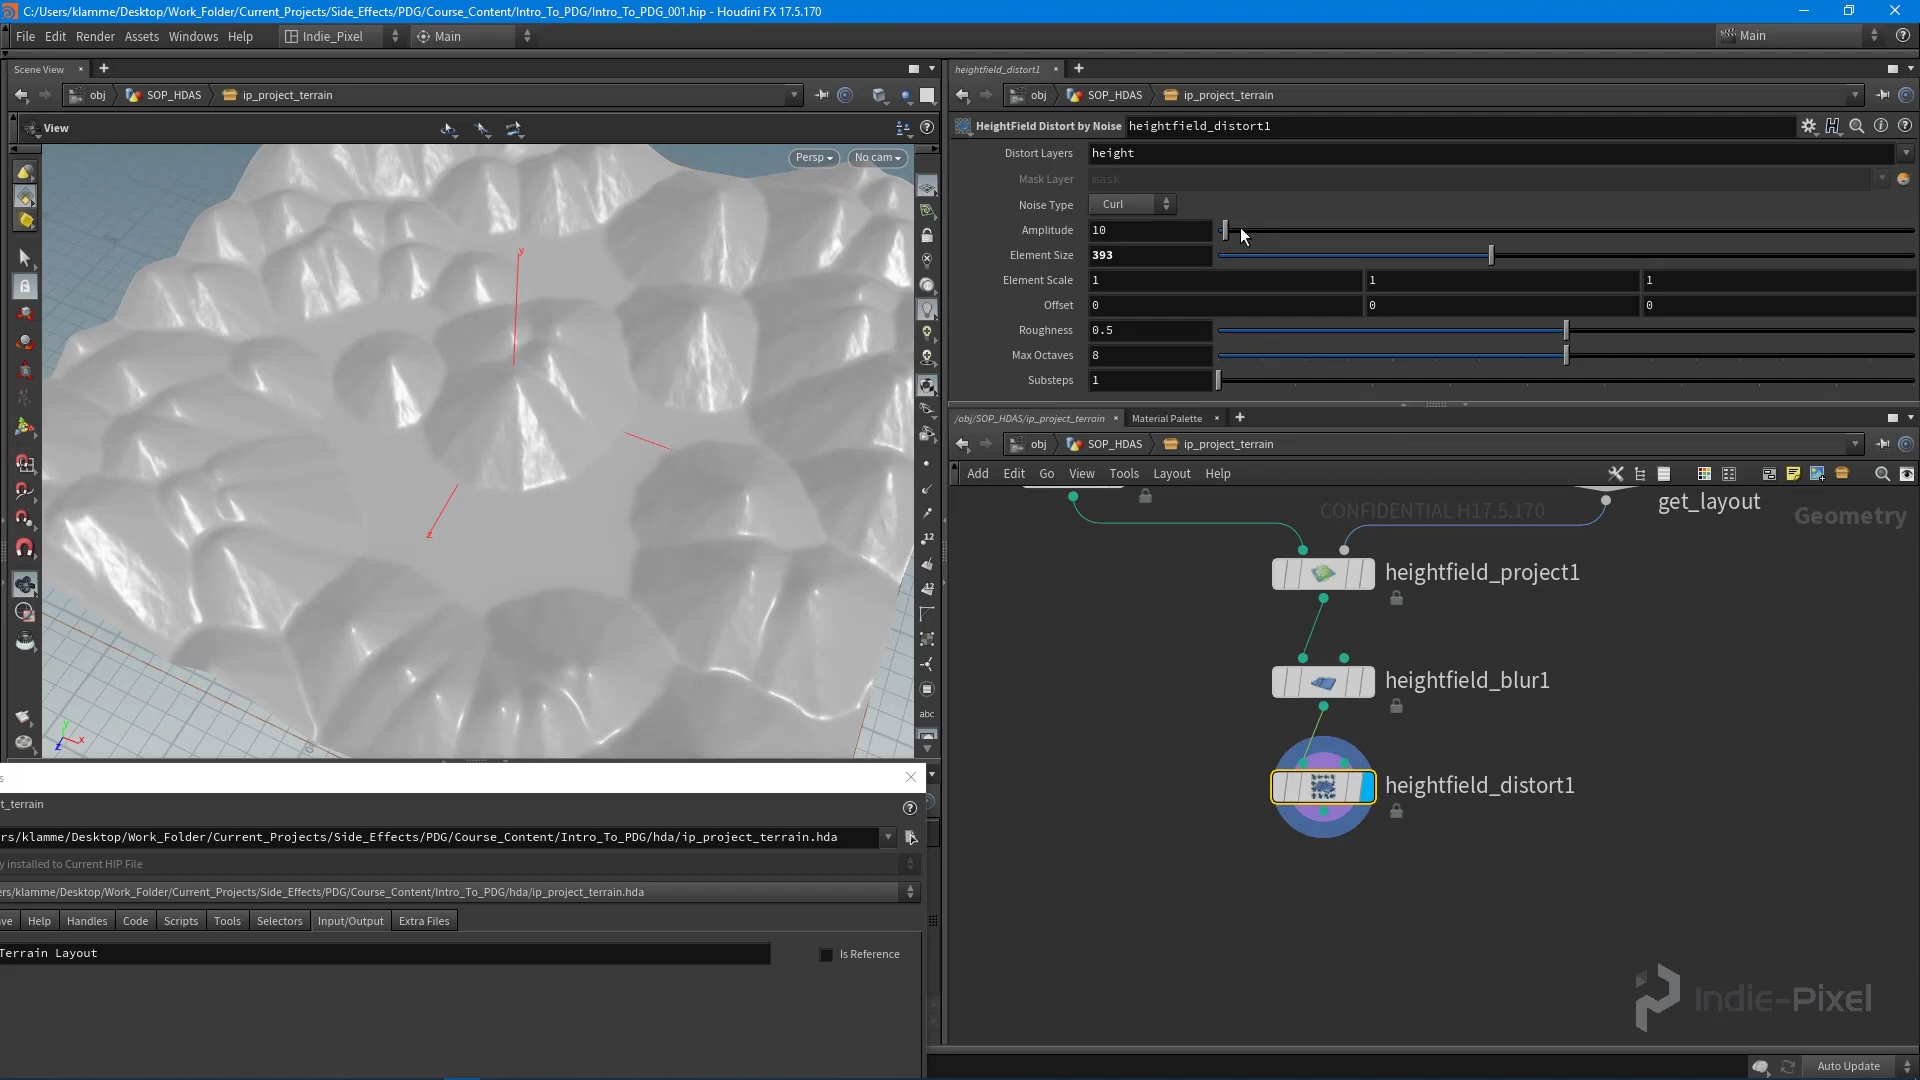 C:/Users/klamme/Desktop/Work_Folder/Current_Projects/Side_Effects/PDG/Course_Content/Intro_To_PDG/Intro_To_PDG_001.hip - Houdini FX 17.5.170
File Edit Render Assets Windows Help Indie_Pixel Main Main
Scene View
obj SOP_HDAS ip_project_terrain
View
Persp No cam
y
z
y
x
z
12
12
abc
heightfield_distort1
obj SOP_HDAS ip_project_terrain
HeightField Distort by Noise heightfield_distort1
Distort Layers height
Mask Layer mask
Noise Type Curl
Amplitude 10
Element Size 393
Element Scale 1 1 1
Offset 0 0 0
Roughness 0.5
Max Octaves 8
Substeps 1
/obj/SOP_HDAS/ip_project_terrain Material Palette
obj SOP_HDAS ip_project_terrain
Add Edit Go View Tools Layout Help
CONFIDENTIAL H17.5.170
get_layout
Geometry
heightfield_project1
heightfield_blur1
heightfield_distort1
Indie-Pixel
Auto Update
s
t_terrain
rs/klamme/Desktop/Work_Folder/Current_Projects/Side_Effects/PDG/Course_Content/Intro_To_PDG/hda/ip_project_terrain.hda
y installed to Current HIP File
ers/klamme/Desktop/Work_Folder/Current_Projects/Side_Effects/PDG/Course_Content/Intro_To_PDG/hda/ip_project_terrain.hda
ve Help Handles Code Scripts Tools Selectors Input/Output Extra Files
Terrain Layout Is Reference